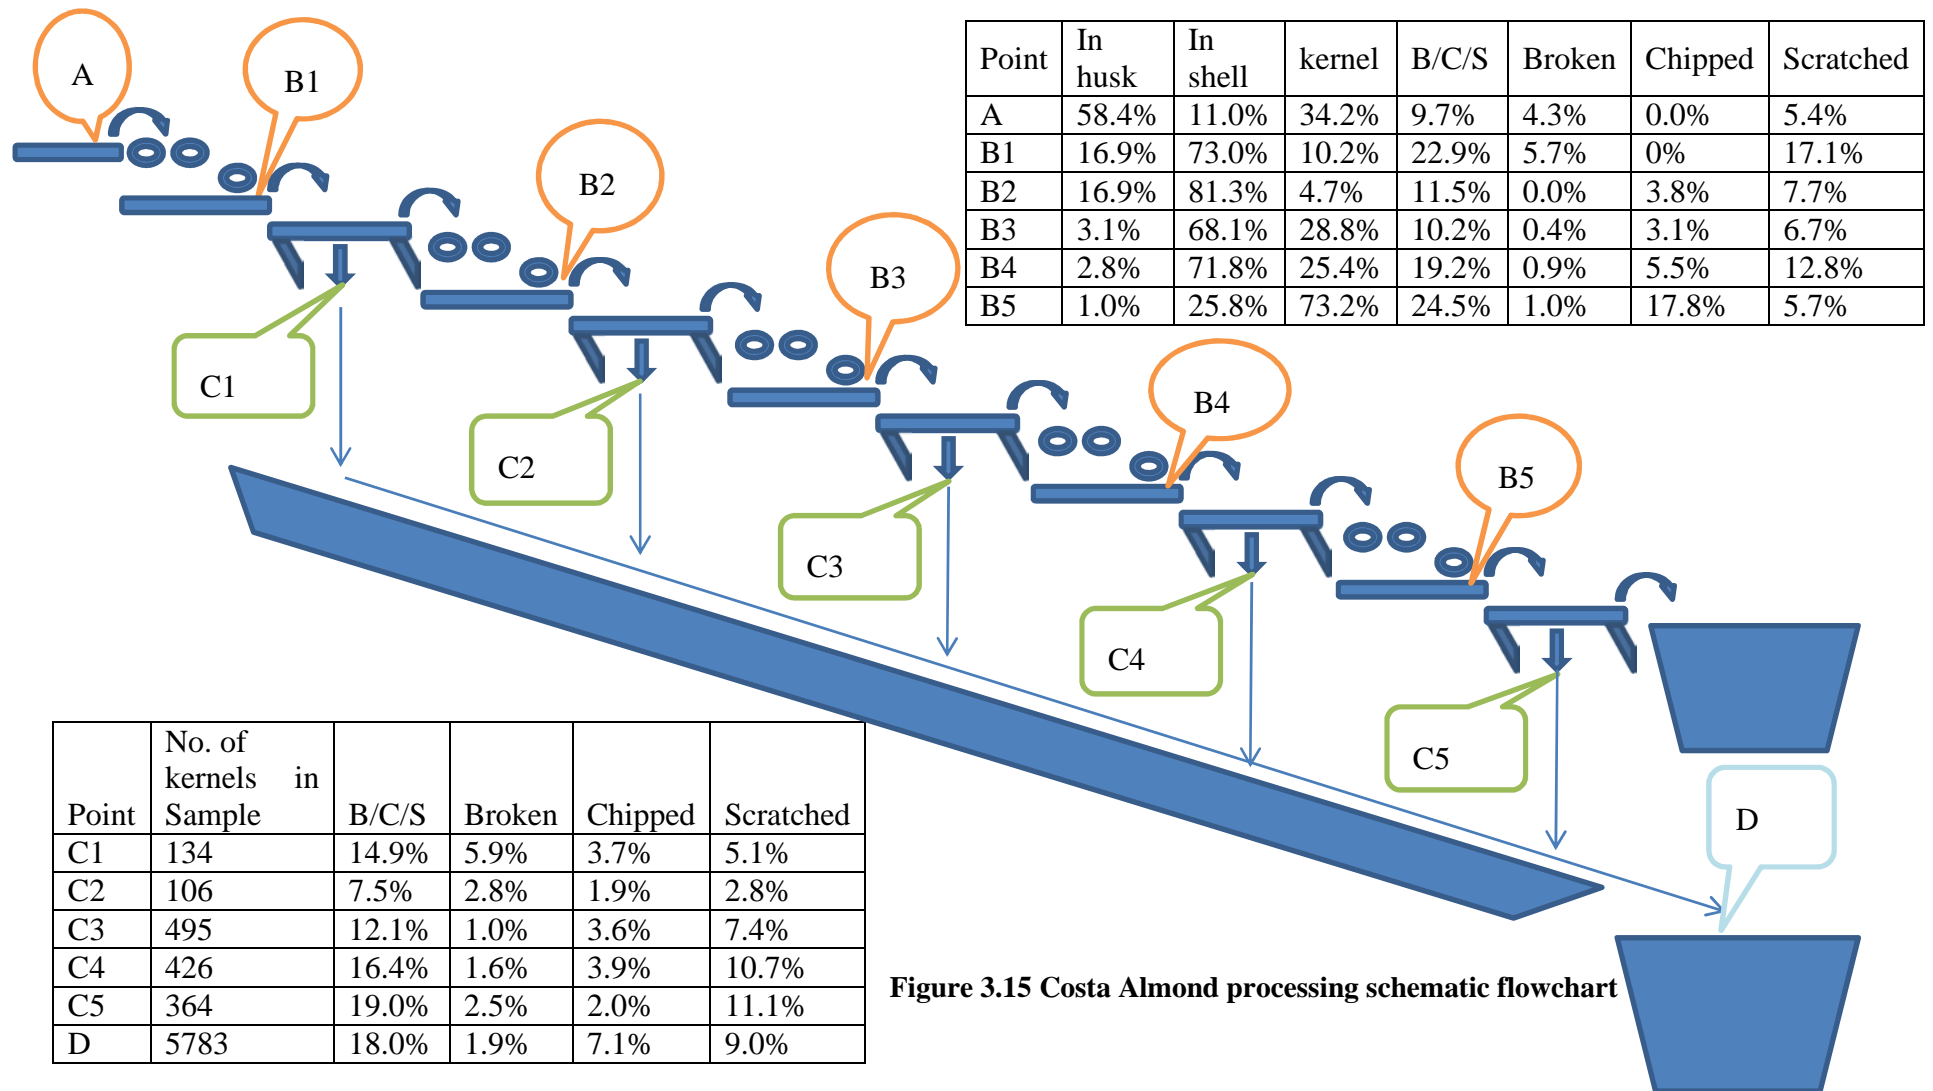 A
B1
B2
B3
B4
B5
C1
C2
C3
C4
C5
D
Point In husk In shell kernel B/C/S Broken Chipped Scratched
A 58.4% 11.0% 34.2% 9.7% 4.3% 0.0% 5.4%
B1 16.9% 73.0% 10.2% 22.9% 5.7% 0% 17.1%
B2 16.9% 81.3% 4.7% 11.5% 0.0% 3.8% 7.7%
B3 3.1% 68.1% 28.8% 10.2% 0.4% 3.1% 6.7%
B4 2.8% 71.8% 25.4% 19.2% 0.9% 5.5% 12.8%
B5 1.0% 25.8% 73.2% 24.5% 1.0% 17.8% 5.7%
Point No. of kernels in Sample B/C/S Broken Chipped Scratched
C1 134 14.9% 5.9% 3.7% 5.1%
C2 106 7.5% 2.8% 1.9% 2.8%
C3 495 12.1% 1.0% 3.6% 7.4%
C4 426 16.4% 1.6% 3.9% 10.7%
C5 364 19.0% 2.5% 2.0% 11.1%
D 5783 18.0% 1.9% 7.1% 9.0%
Figure 3.15 Costa Almond processing schematic flowchart